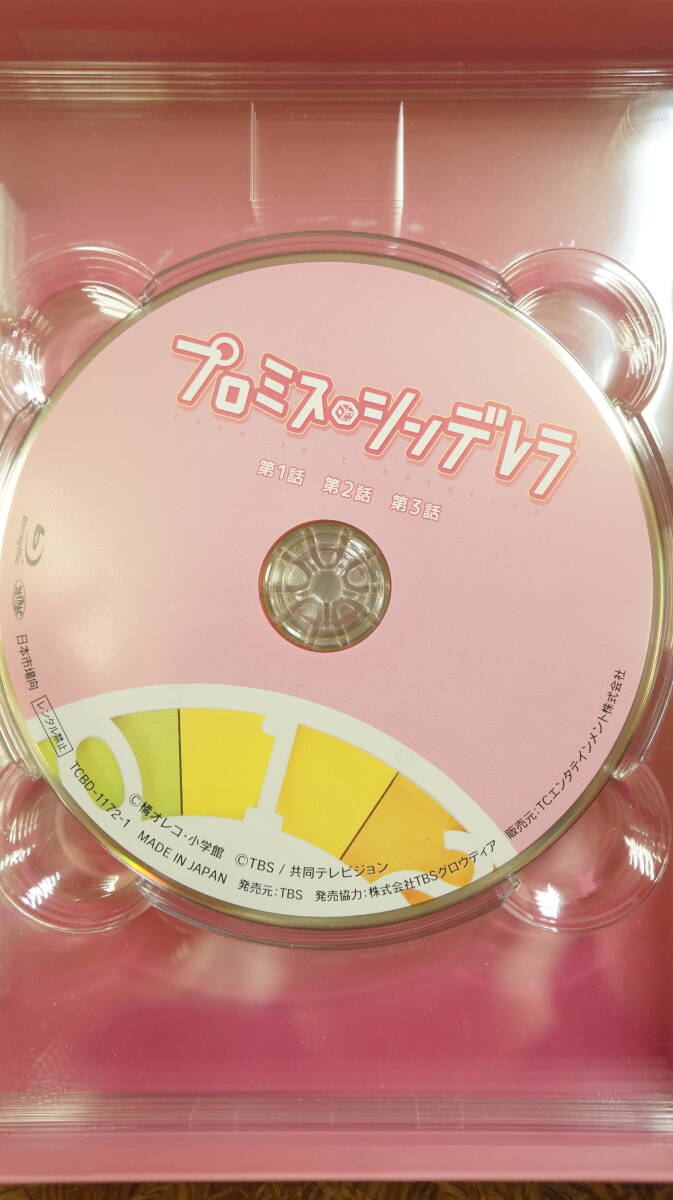 プロミス・シンデレラ
PROMISE CINDERELLA
第1話 第2話 第3話
Blu-ray Disc
日本市場向
レンタル禁止
TCBD-1172-1
©橘オレコ・小学館 ©TBS / 共同テレビジョン
MADE IN JAPAN 発売元:TBS 発売協力:株式会社TBSグロウディア 販売元:TCエンタテインメント株式会社